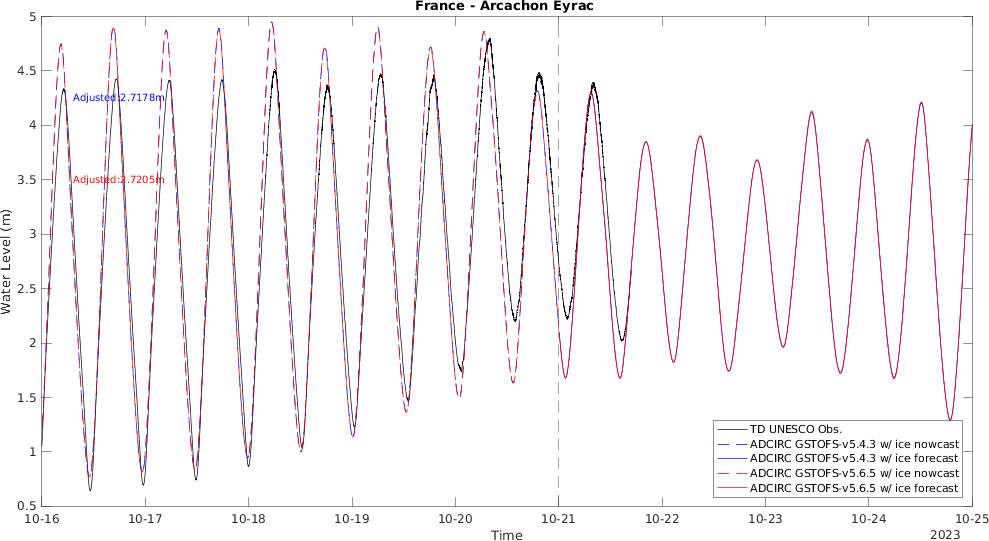 France - Arcachon Eyrac
5
4.5
4
3.5
3
2.5
2
1.5
1
0.5
Water Level (m)
Adjusted:2.7178m
Adjusted:2.7205m
TD UNESCO Obs.
ADCIRC GSTOFS-v5.4.3 w/ ice nowcast
ADCIRC GSTOFS-v5.4.3 w/ ice forecast
ADCIRC GSTOFS-v5.6.5 w/ ice nowcast
ADCIRC GSTOFS-v5.6.5 w/ ice forecast
10-16 10-17 10-18 10-19 10-20 10-21 10-22 10-23 10-24 10-25
Time
2023